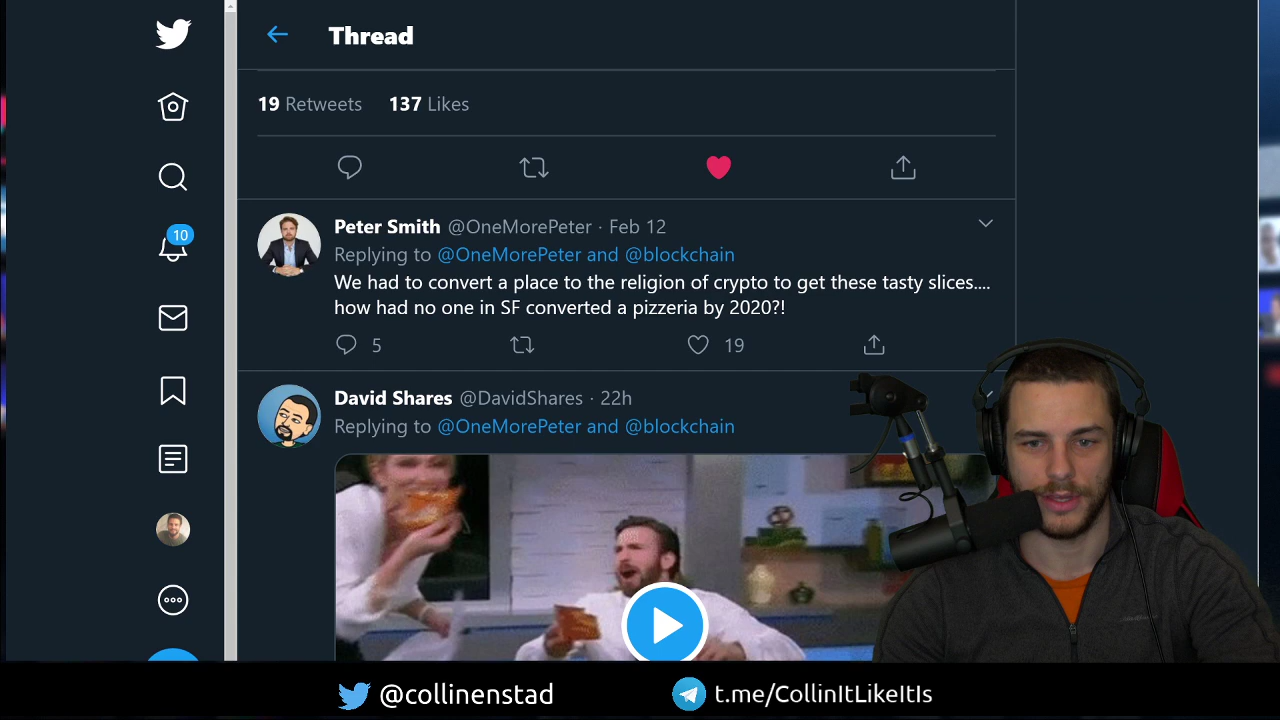 Thread
19 Retweets 137 Likes
Peter Smith @OneMorePeter · Feb 12
Replying to @OneMorePeter and @blockchain
We had to convert a place to the religion of crypto to get these tasty slices....
how had no one in SF converted a pizzeria by 2020?!
5 19
10
David Shares @DavidShares · 22h
Replying to @OneMorePeter and @blockchain
@collinenstad t.me/CollinItLikeItIs